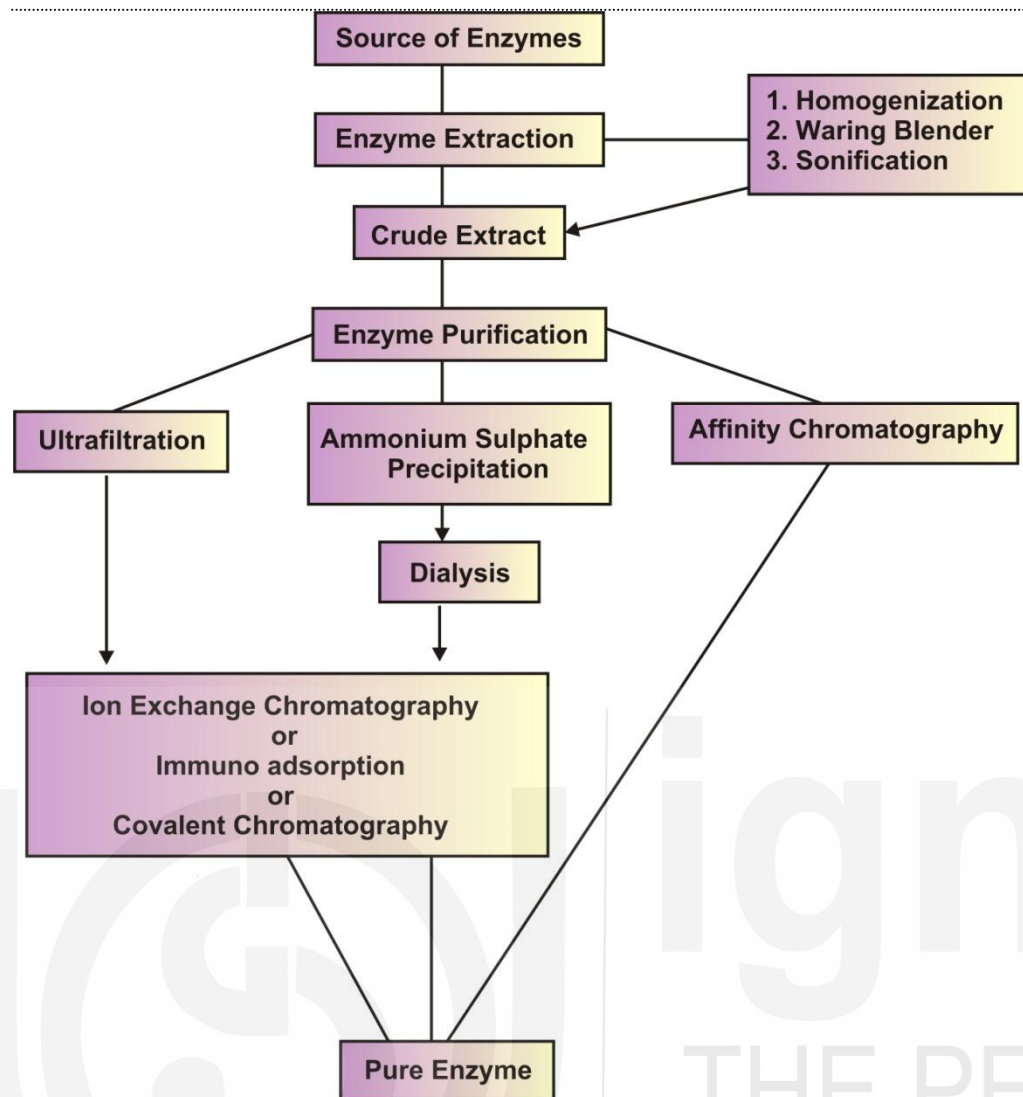 Source of Enzymes
Enzyme Extraction
1. Homogenization
2. Waring Blender
3. Sonification
Crude Extract
Enzyme Purification
Ultrafiltration
Ammonium Sulphate
Precipitation
Affinity Chromatography
Dialysis
Ion Exchange Chromatography
or
Immuno adsorption
or
Covalent Chromatography
Pure Enzyme
ign
THE PE